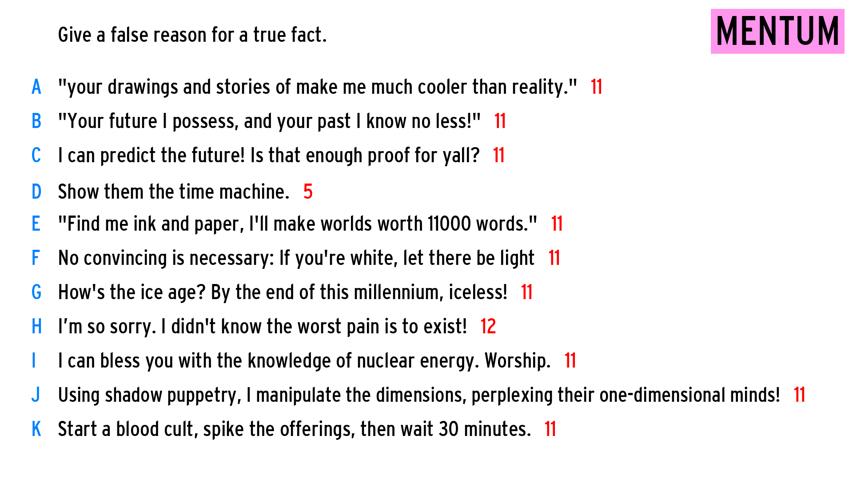 Give a false reason for a true fact.
MENTUM
A "your drawings and stories of make me much cooler than reality." 11
B "Your future I possess, and your past I know no less!" 11
C I can predict the future! Is that enough proof for yall? 11
D Show them the time machine. 5
E "Find me ink and paper, I'll make worlds worth 11000 words." 11
F No convincing is necessary: If you're white, let there be light 11
G How's the ice age? By the end of this millennium, iceless! 11
H I’m so sorry. I didn't know the worst pain is to exist! 12
I I can bless you with the knowledge of nuclear energy. Worship. 11
J Using shadow puppetry, I manipulate the dimensions, perplexing their one-dimensional minds! 11
K Start a blood cult, spike the offerings, then wait 30 minutes. 11